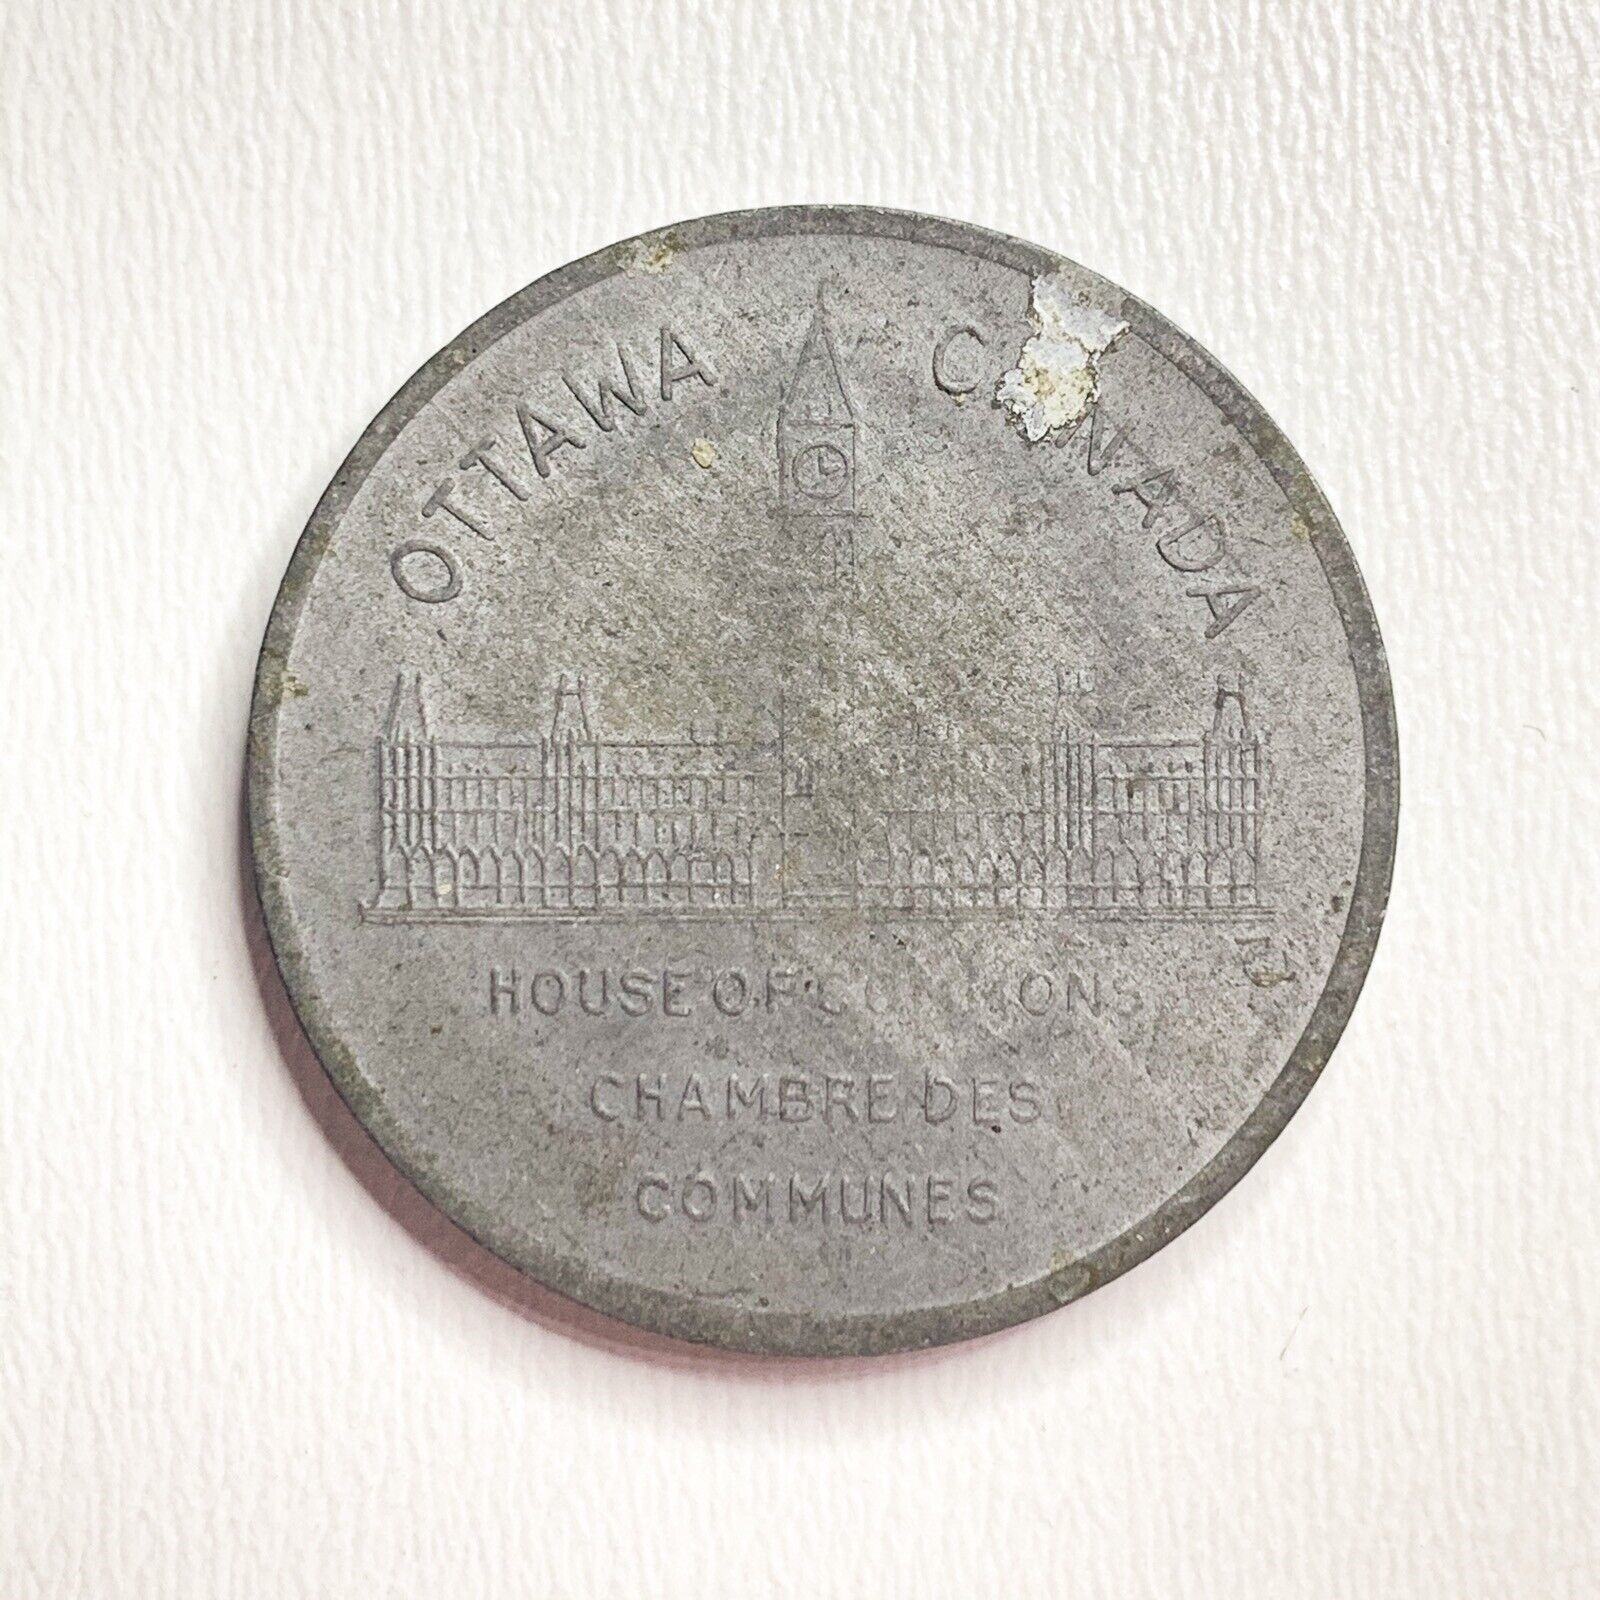 OTTAWA CANADA
HOUSE OF COMMONS
CHAMBRE DES
COMMUNES